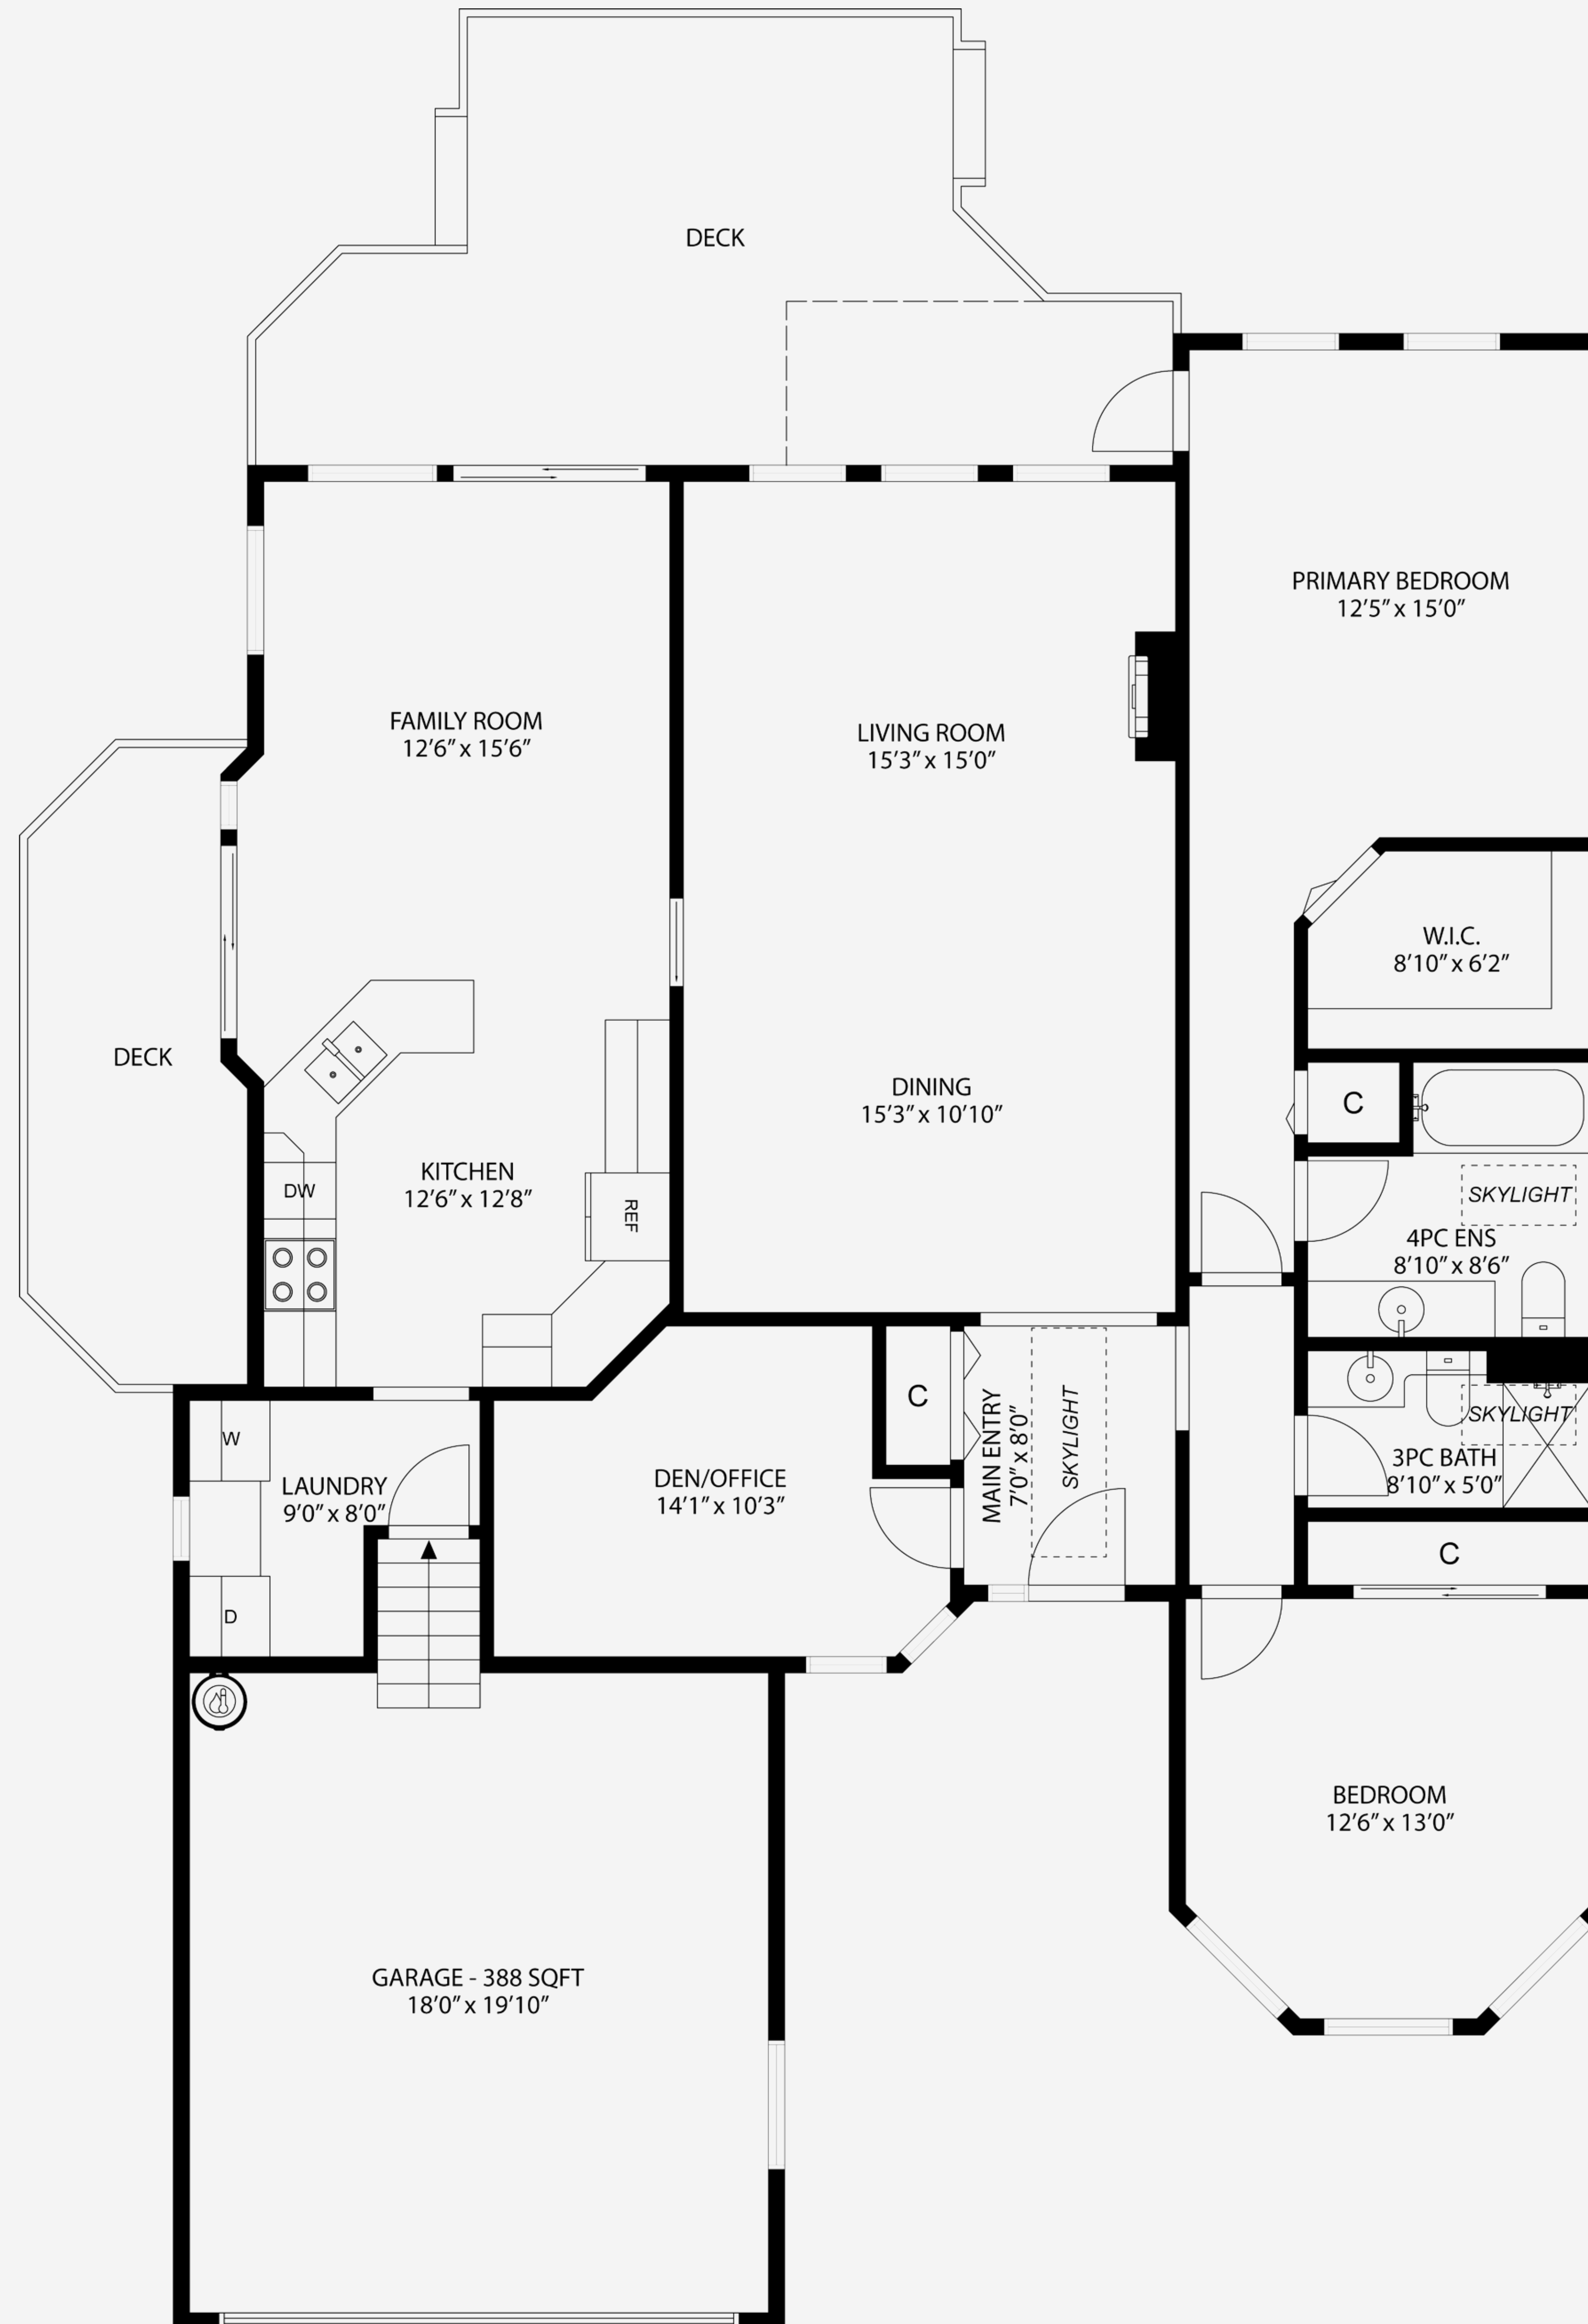 DECK
PRIMARY BEDROOM
12'5" x 15'0"
FAMILY ROOM
12'6" x 15'6"
LIVING ROOM
15'3" x 15'0"
W.I.C.
8'10" x 6'2"
DECK
DINING
15'3" x 10'10"
C
KITCHEN
12'6" x 12'8"
DW
REF
SKYLIGHT
4PC ENS
8'10" x 8'6"
C
MAIN ENTRY
7'0" x 8'0"
SKYLIGHT
SKYLIGHT
3PC BATH
8'10" x 5'0"
W
LAUNDRY
9'0" x 8'0"
DEN/OFFICE
14'1" x 10'3"
C
D
BEDROOM
12'6" x 13'0"
GARAGE - 388 SQFT
18'0" x 19'10"